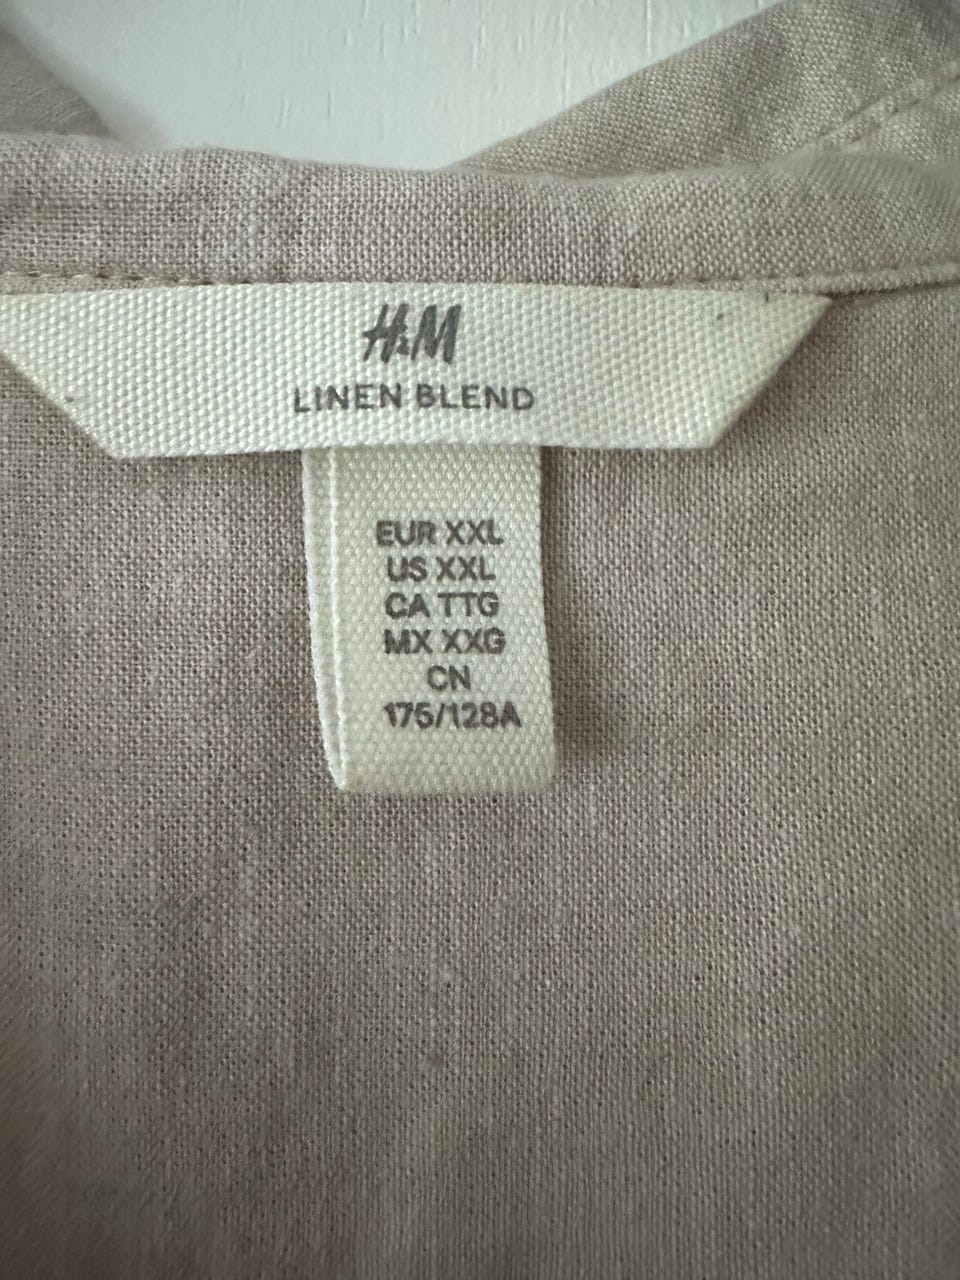 H&M
LINEN BLEND
EUR XXL
US XXL
CA TTG
MX XXG
CN
175/128A